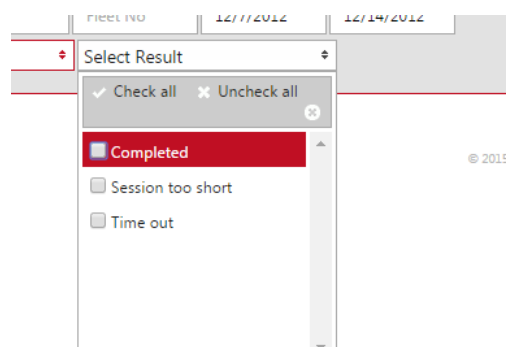 Fleet No 12/7/2012 12/14/2012
Select Result
Check all Uncheck all
Completed
© 2015
Session too short
Time out